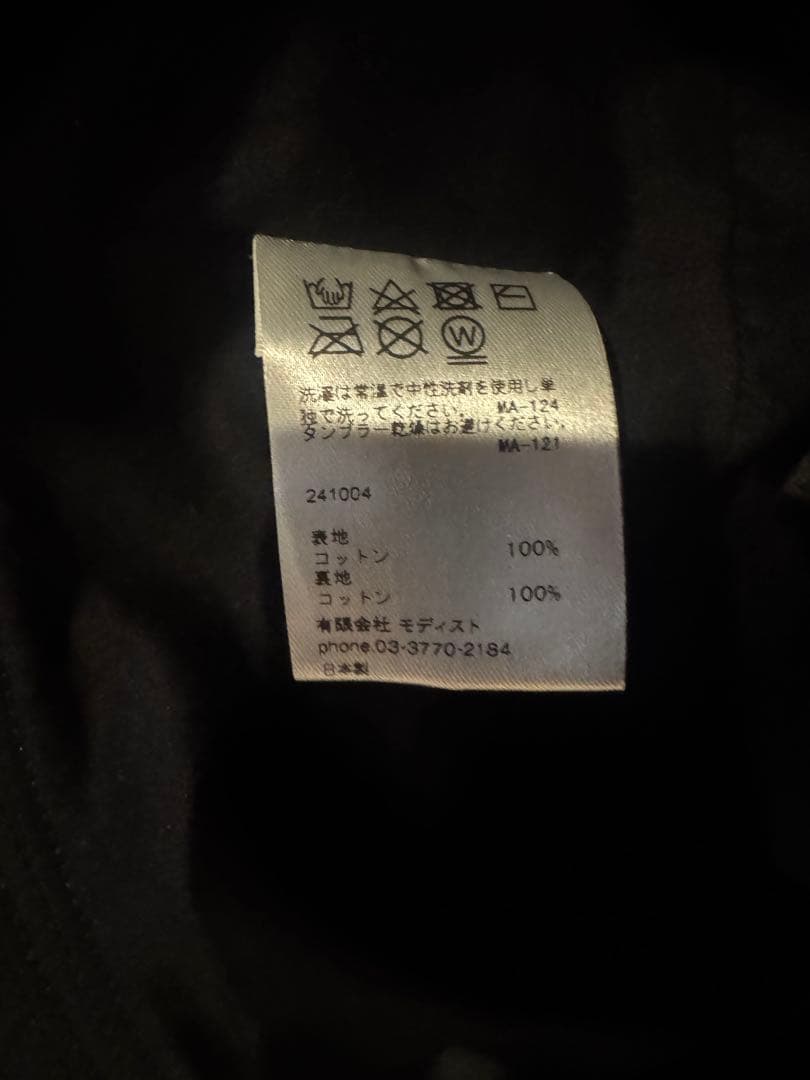 W
洗濯は常温で中性洗剤を使用し単
独で洗ってください。 MA-124
タンブラー乾燥はお避けください。
MA-121
241004
表地
コットン 100%
裏地
コットン 100%
有限会社 モディスト
phone.03-3770-2184
日本製